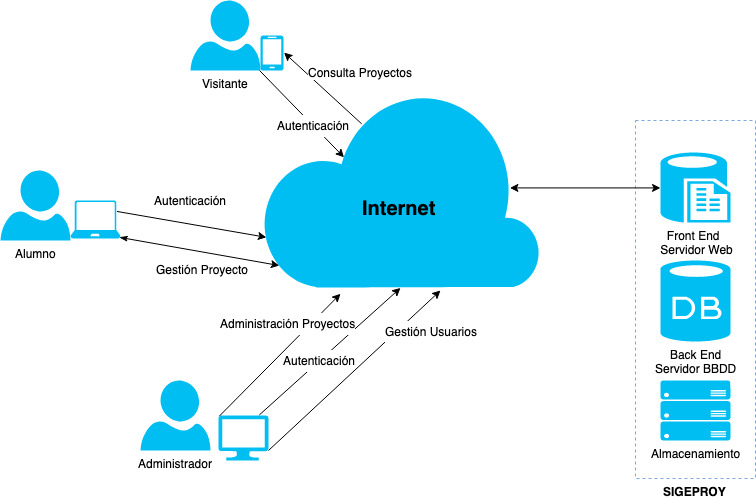 Visitante
Consulta Proyectos
Autenticación
Internet
Alumno
Autenticación
Gestión Proyecto
Administración Proyectos
Autenticación
Gestión Usuarios
Administrador
Front End
Servidor Web
DB
Back End
Servidor BBDD
Almacenamiento
SIGEPROY